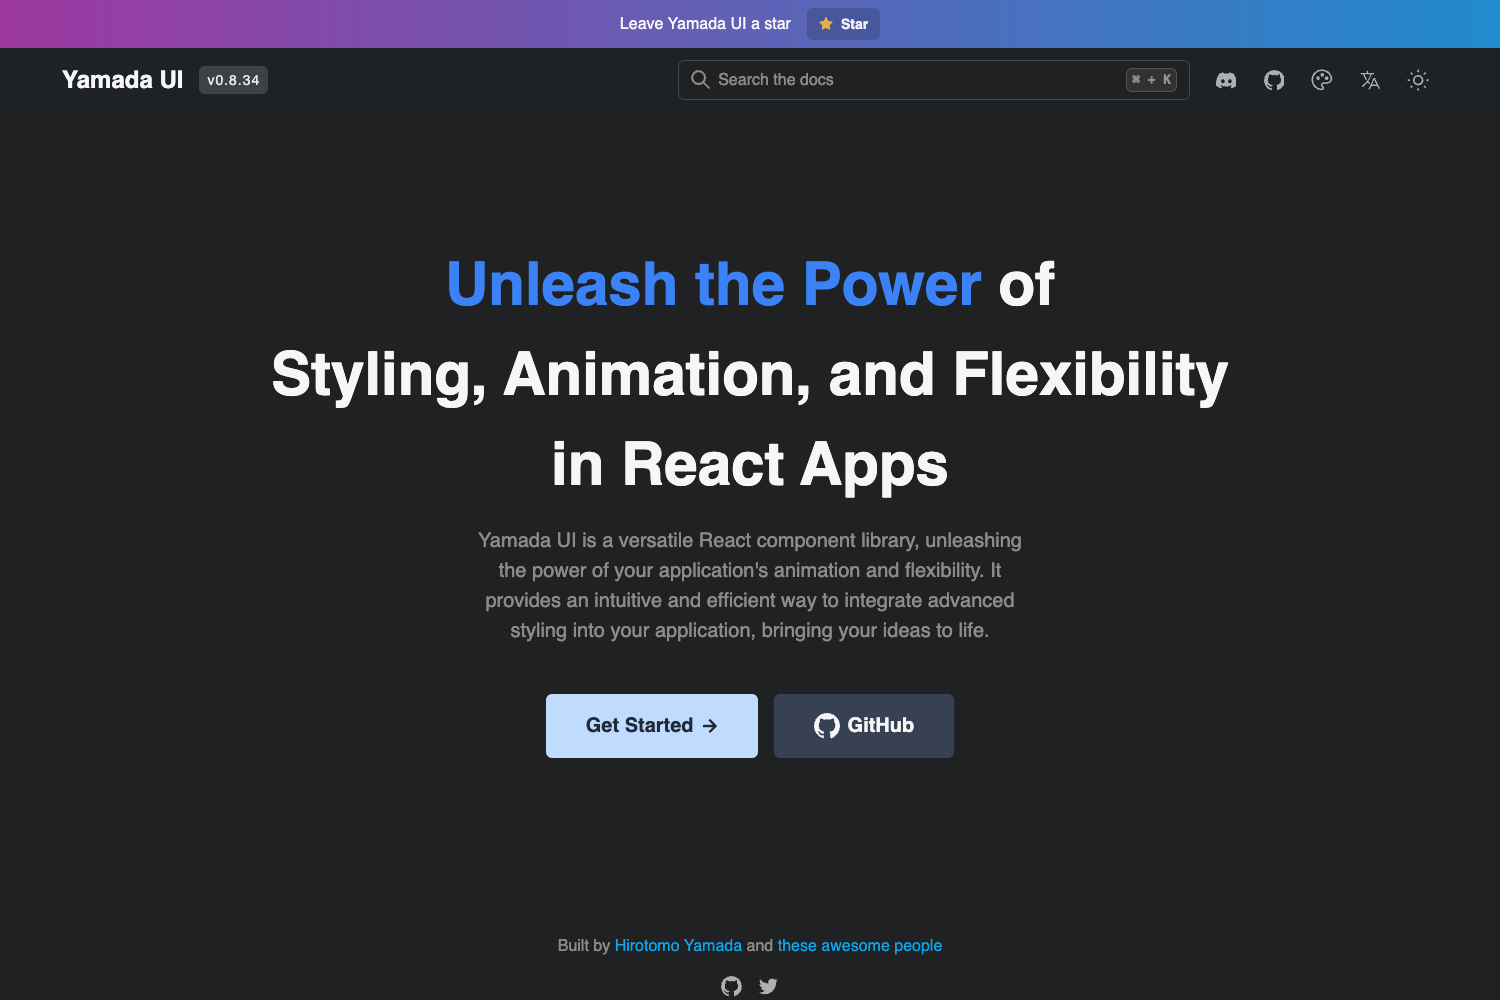 Leave Yamada UI a star
Star
Yamada UI
v0.8.34
Search the docs
⌘ + K
Unleash the Power of
Styling, Animation, and Flexibility
in React Apps
Yamada UI is a versatile React component library, unleashing
the power of your application's animation and flexibility. It
provides an intuitive and efficient way to integrate advanced
styling into your application, bringing your ideas to life.
Get Started →
GitHub
Built by Hirotomo Yamada and these awesome people